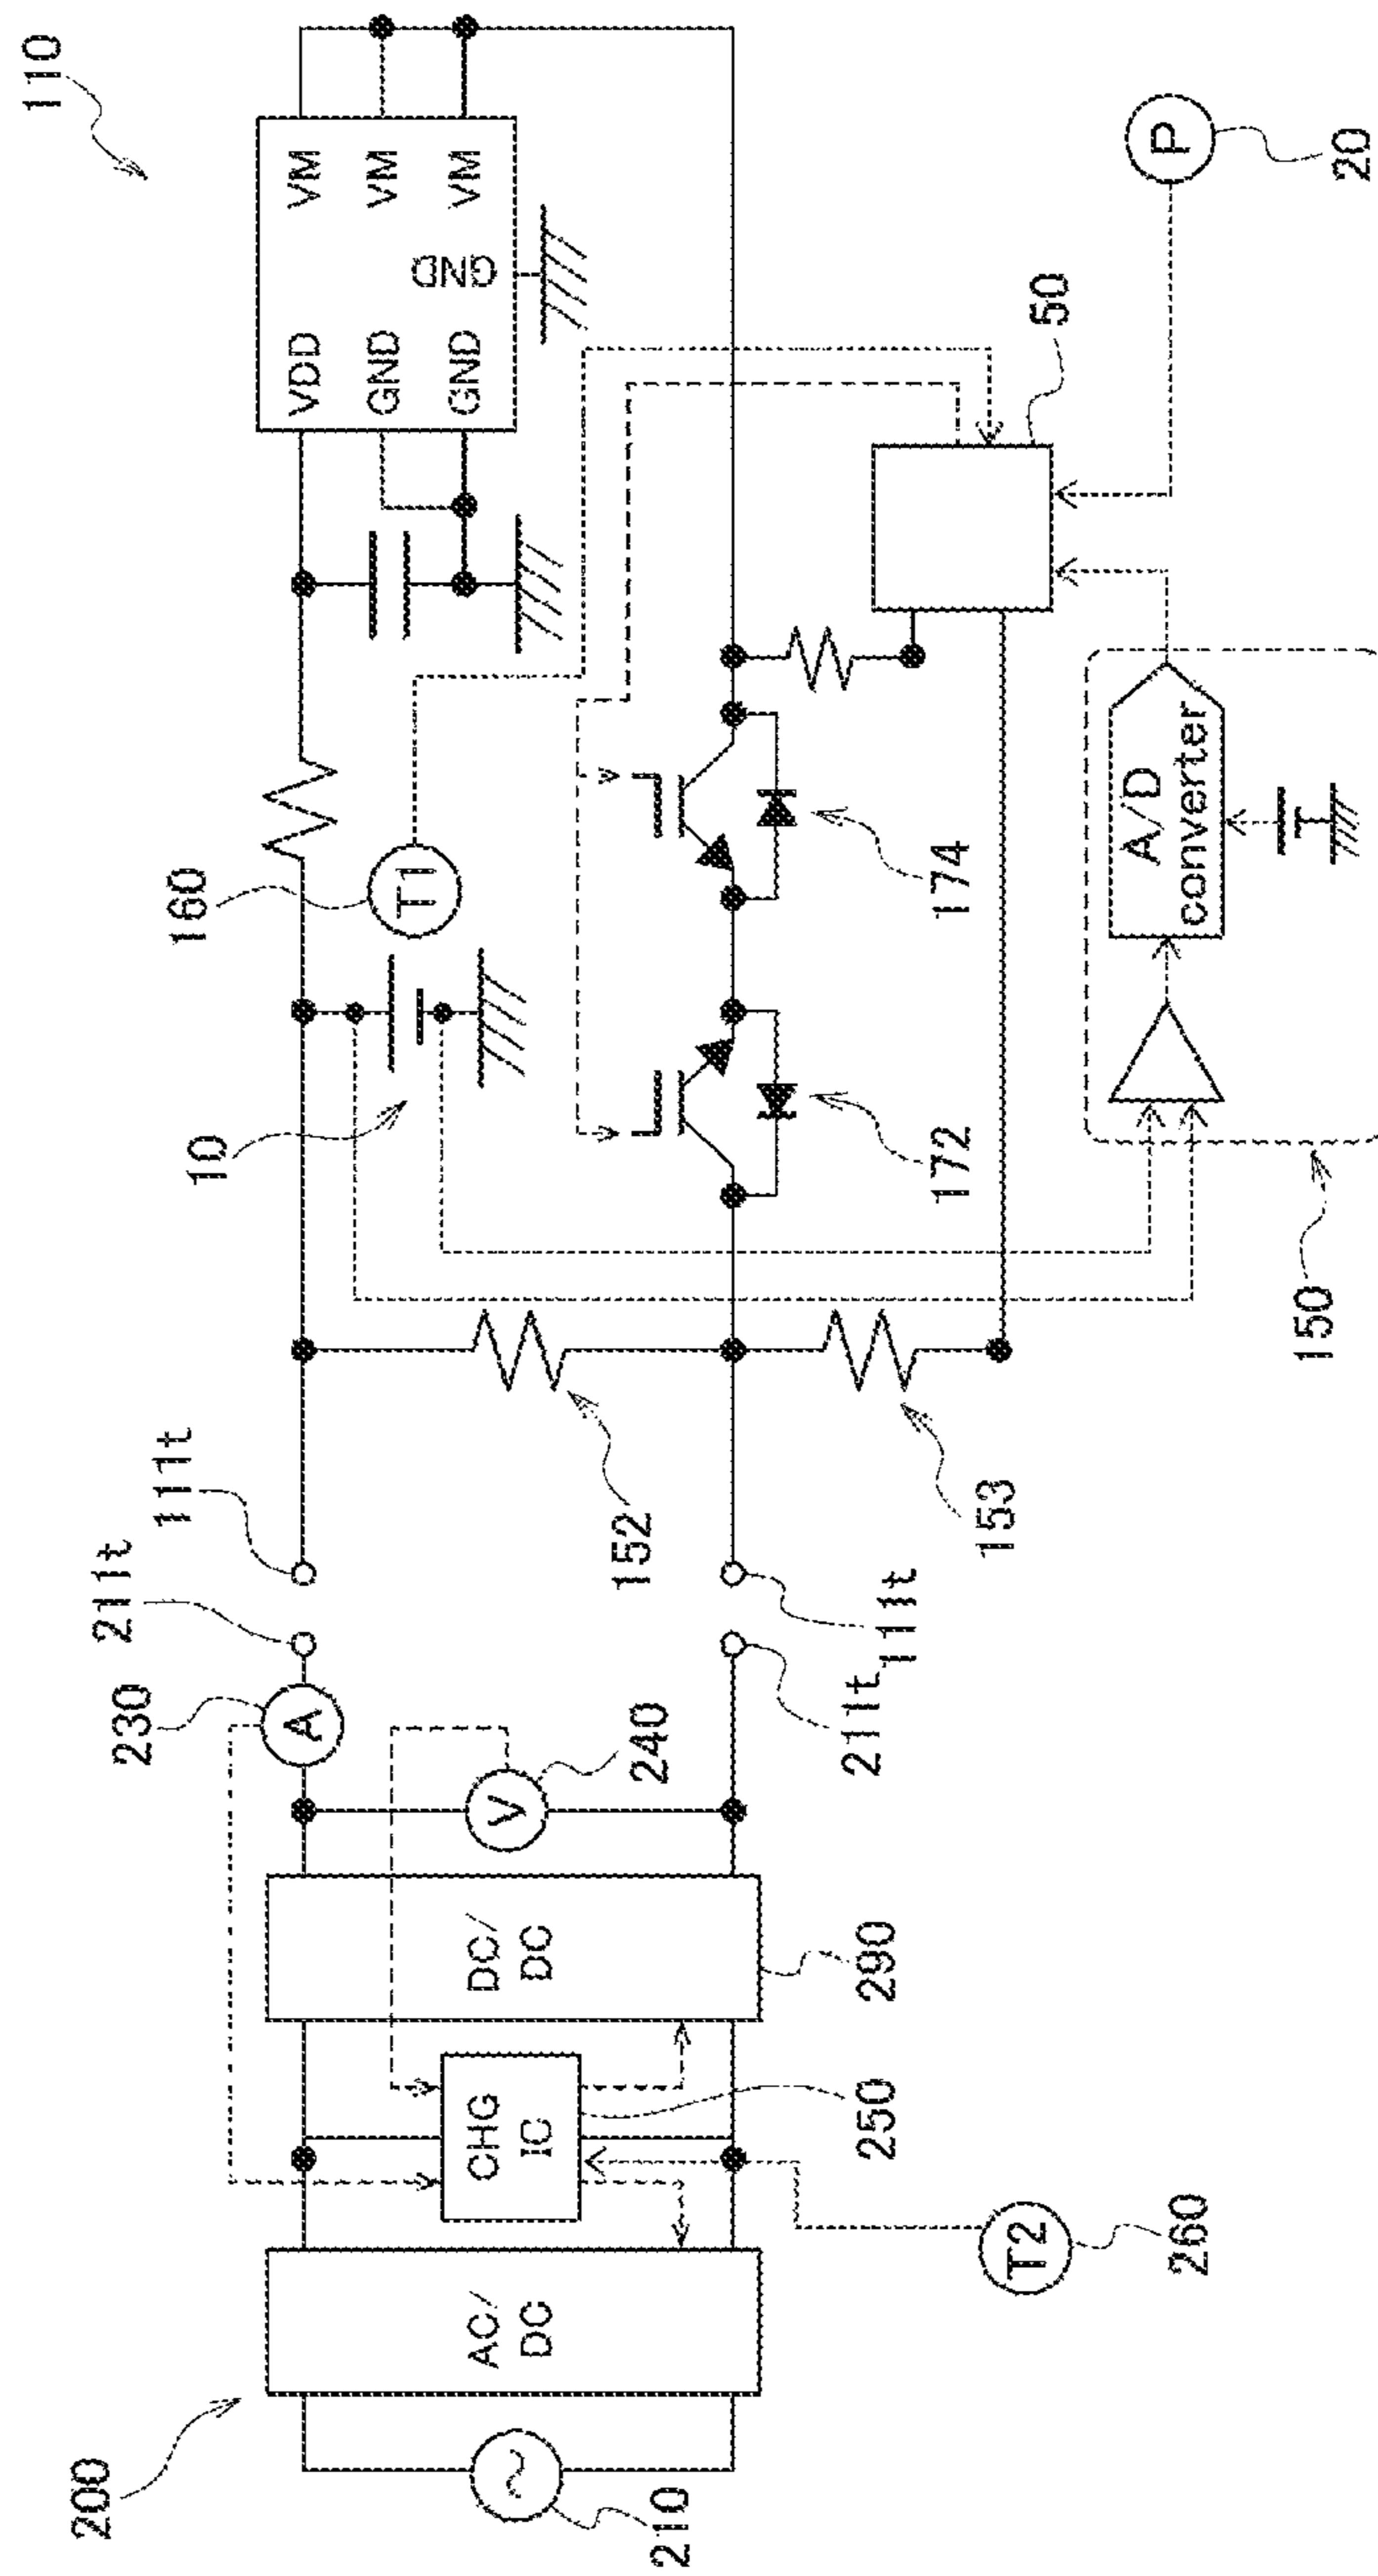 200
210
AC/
DC
CHG
IC
250
T2
260
DC/
DC
290
230
A
V
240
211t
211t
111t
111t
152
153
10
160
T1
172
174
150
A/D
converter
50
P
20
110
VDD
GND
GND
GND
VM
VM
VM